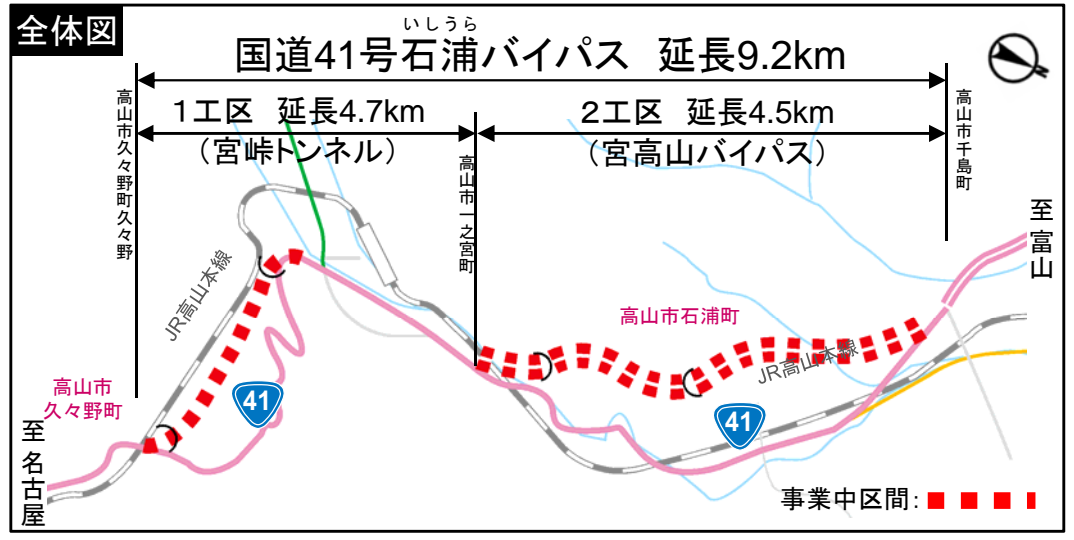 全体図
いしうら
国道41号石浦バイパス 延長9.2km
1工区 延長4.7km
（宮峠トンネル）
2工区 延長4.5km
（宮高山バイパス）
高山市久々野町久々野
高山市一之宮町
高山市千島町
至富山
JR高山本線
高山市石浦町
JR高山本線
高山市
久々野町
41
41
至名古屋
事業中区間: